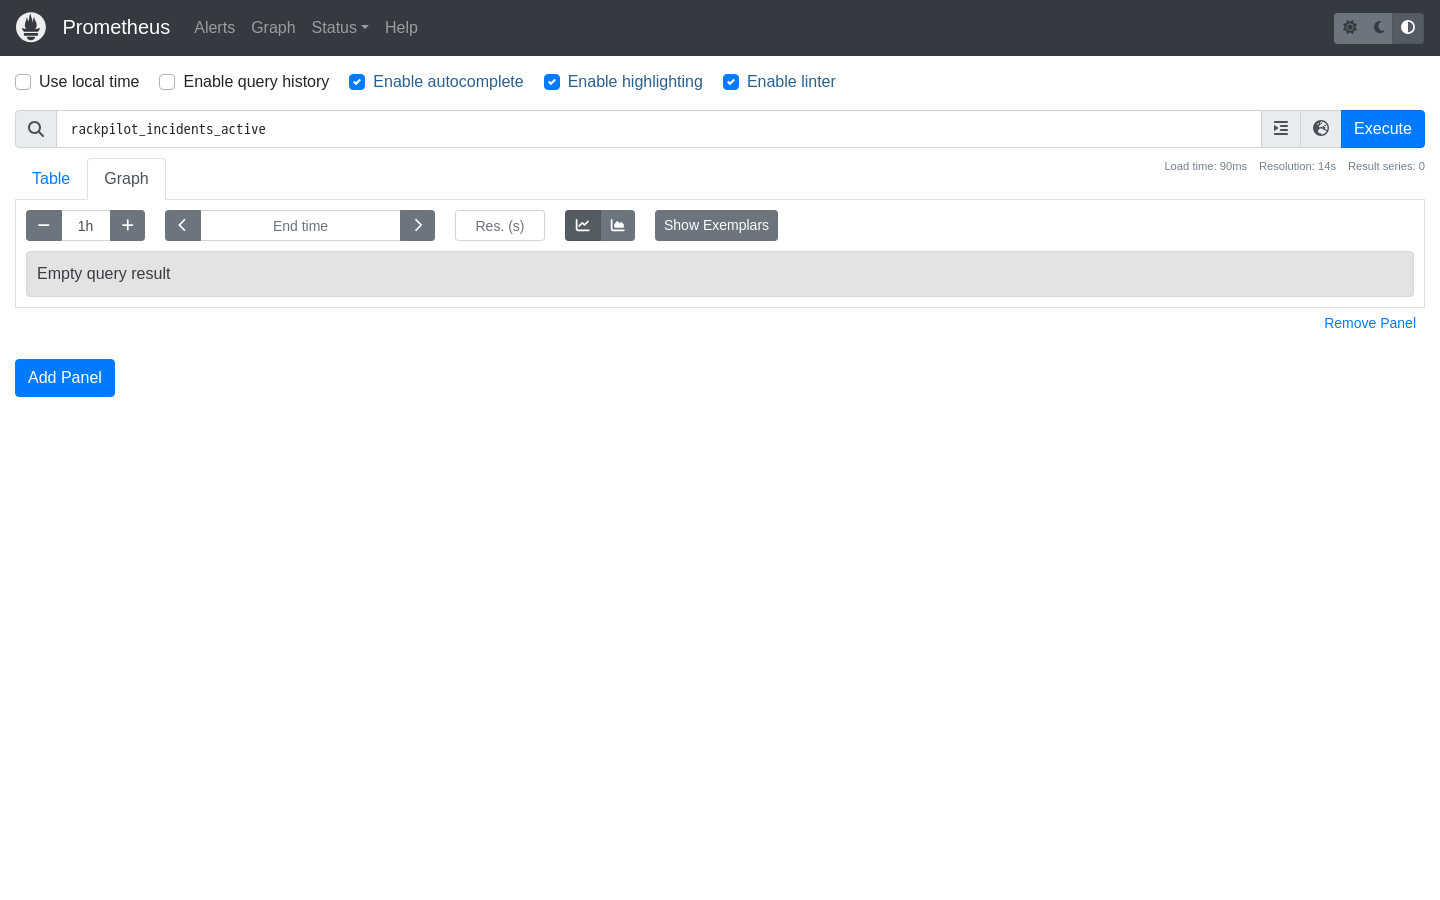 Prometheus Alerts Graph Status Help
Use local time Enable query history Enable autocomplete Enable highlighting Enable linter
rackpilot_incidents_active Execute
Table Graph Load time: 90ms Resolution: 14s Result series: 0
1h End time Res. (s) Show Exemplars
Empty query result
Remove Panel
Add Panel